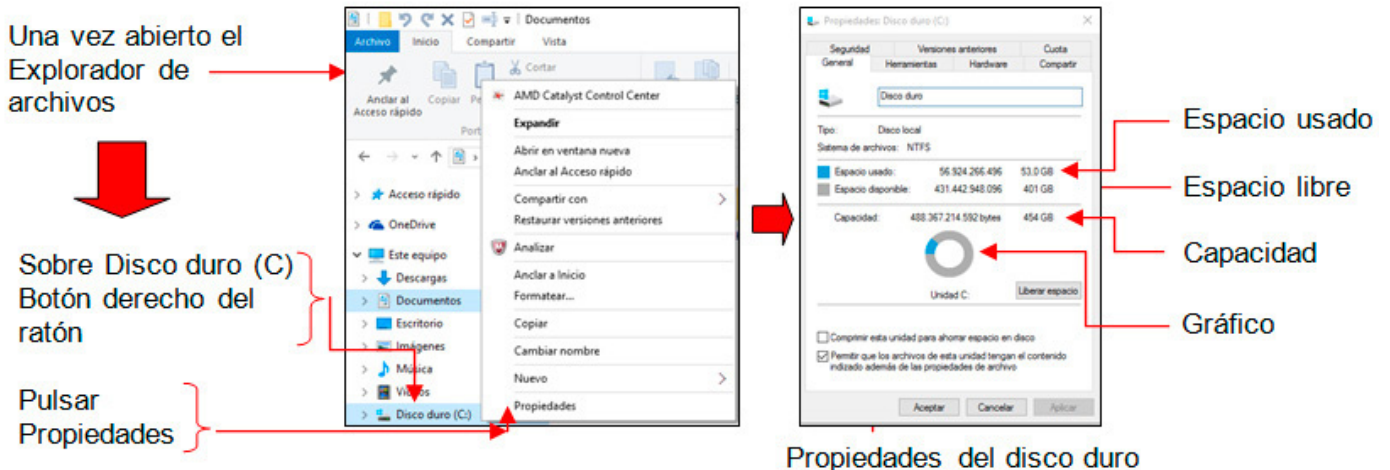 Una vez abierto el
Explorador de
archivos
Sobre Disco duro (C)
Botón derecho del
ratón
Pulsar
Propiedades
Documentos
Archivo Inicio Compartir Vista
Cortar
Anclar al
Acceso rápido
Copiar
Pe
Port
AMD Catalyst Control Center
Expandir
Abrir en ventana nueva
Anclar al Acceso rápido
Compartir con
Restaurar versiones anteriores
Analizar
Anclar a Inicio
Formatear...
Copiar
Cambiar nombre
Nuevo
Propiedades
Acceso rápido
OneDrive
Este equipo
Descargas
Documentos
Escritorio
Imágenes
Música
Disco duro (C:)
Propiedades: Disco duro (C:)
Seguridad Versiones anteriores Cuota
General Herramientas Hardware Compartir
Disco duro
Tipo: Disco local
Sistema de archivos: NTFS
Espacio usado: 56.924.266.496 53.0 GB
Espacio disponible: 431.442.948.096 401 GB
Capacidad: 488.367.214.592 bytes 454 GB
Unidad C:
Liberar espacio
Comprimir esta unidad para ahorrar espacio en disco
Permitir que los archivos de esta unidad tengan el contenido
indizado además de las propiedades de archivo
Aceptar Cancelar Aplicar
Espacio usado
Espacio libre
Capacidad
Gráfico
Propiedades del disco duro